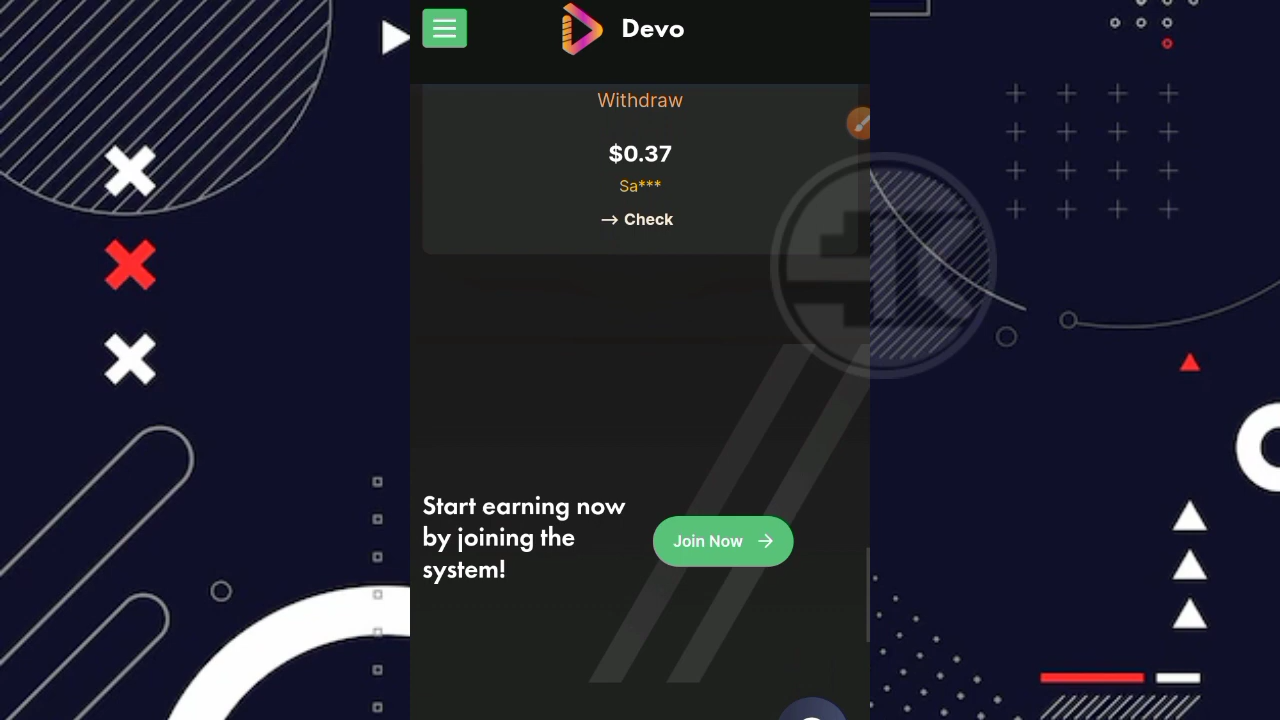 Devo
Withdraw
$0.37
Sa***
→ Check
Start earning now
by joining the
system!
Join Now →